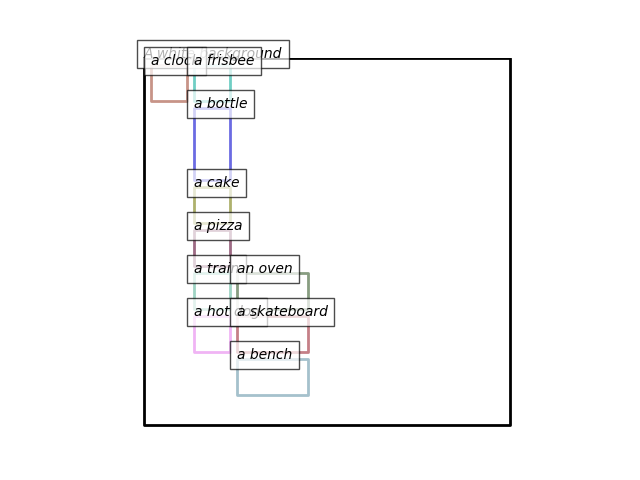 A white background
a clock
a frisbee
a bottle
a cake
a pizza
a train
an oven
a hot dog
a skateboard
a bench